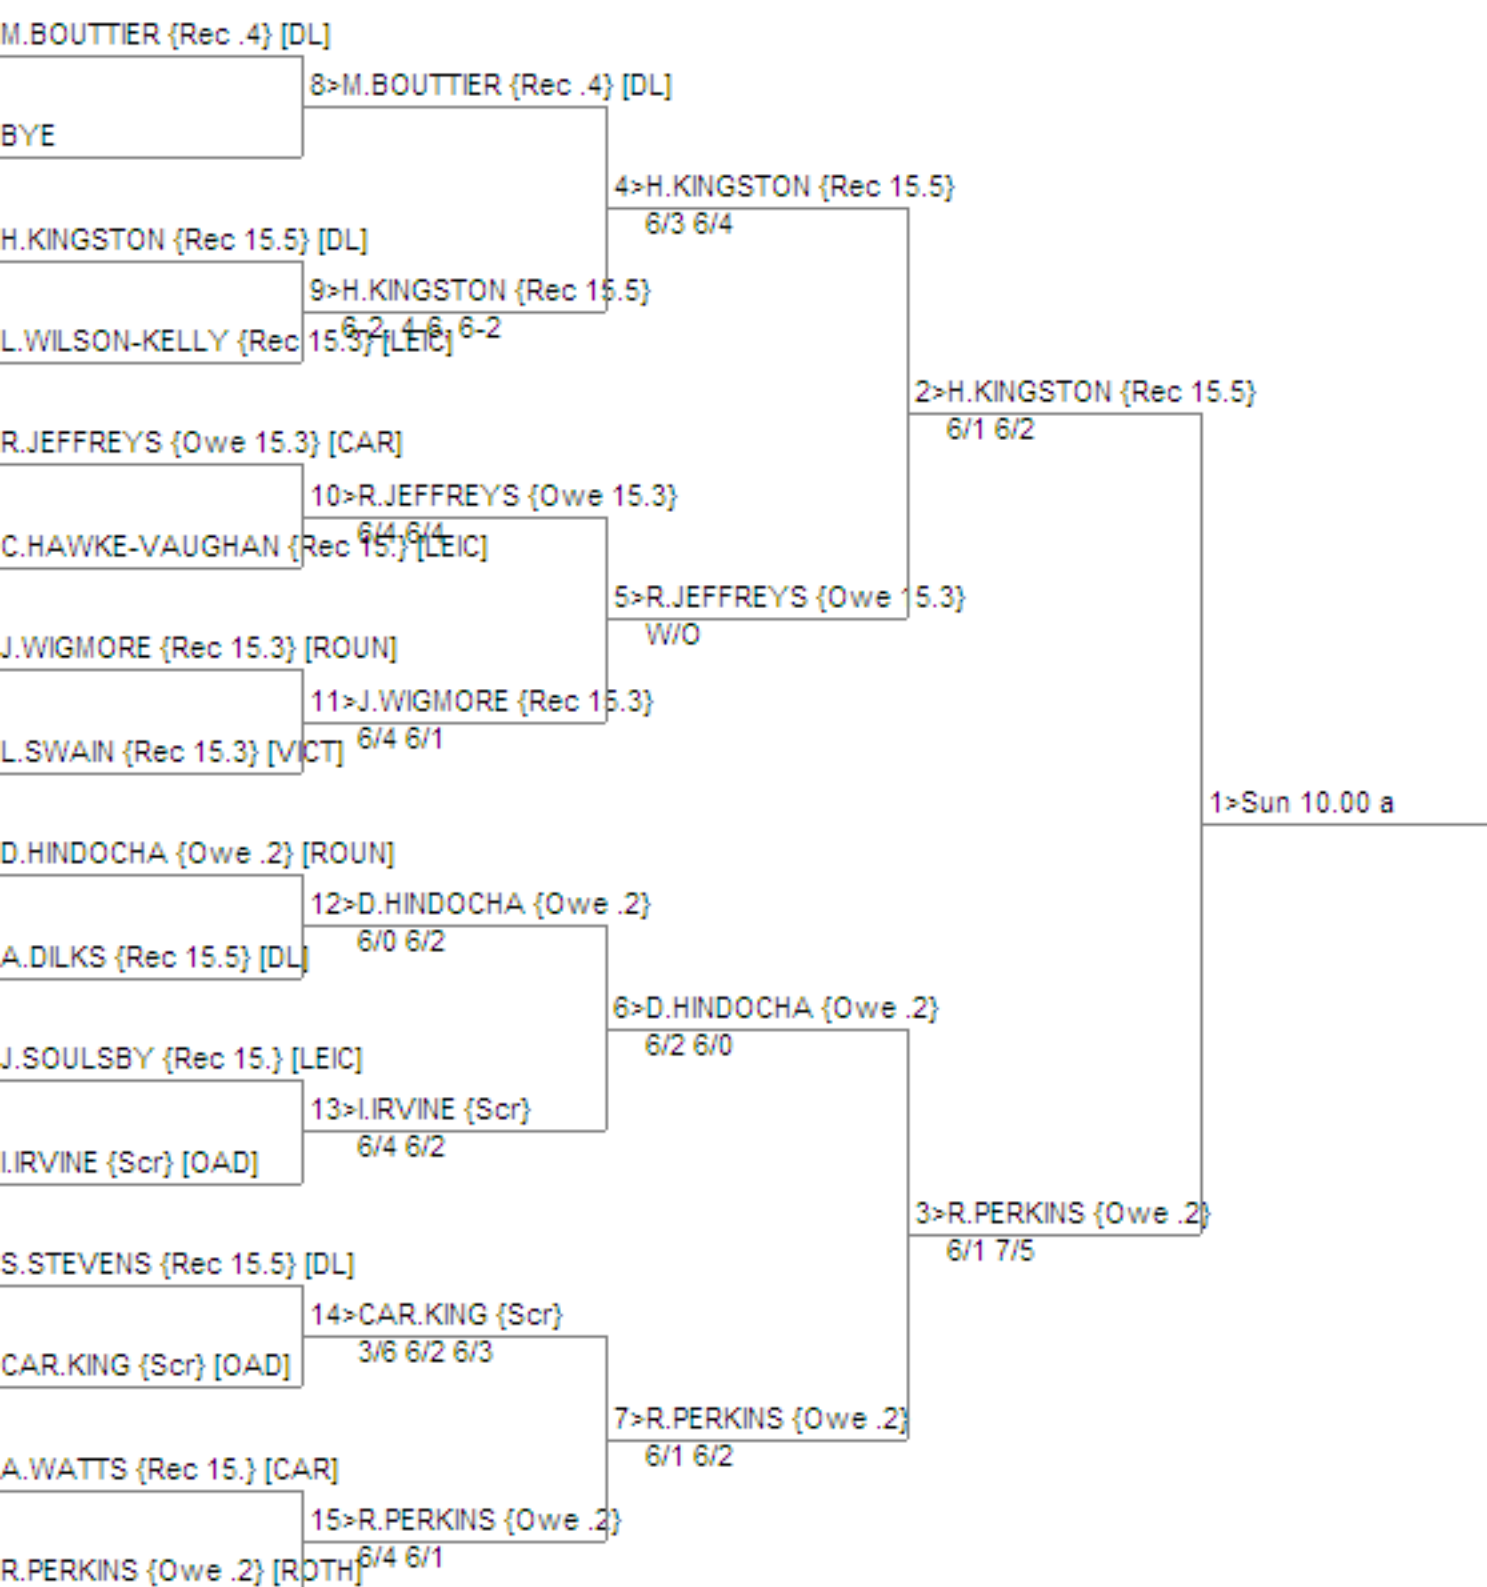 M.BOUTTIER {Rec .4} [DL]
8>M.BOUTTIER {Rec .4} [DL]
BYE
4>H.KINGSTON {Rec 15.5}
6/3 6/4
H.KINGSTON {Rec 15.5} [DL]
9>H.KINGSTON {Rec 15.5}
6-2, 4-6, 6-2
L.WILSON-KELLY {Rec 15.3} [LEIC]
2>H.KINGSTON {Rec 15.5}
6/1 6/2
R.JEFFREYS {Owe 15.3} [CAR]
10>R.JEFFREYS {Owe 15.3}
6/4 6/4
C.HAWKE-VAUGHAN {Rec 15.} [LEIC]
5>R.JEFFREYS {Owe 15.3}
W/O
J.WIGMORE {Rec 15.3} [ROUN]
11>J.WIGMORE {Rec 15.3}
6/4 6/1
L.SWAIN {Rec 15.3} [VICT]
1>Sun 10.00 a
D.HINDOCHA {Owe .2} [ROUN]
12>D.HINDOCHA {Owe .2}
6/0 6/2
A.DILKS {Rec 15.5} [DL]
6>D.HINDOCHA {Owe .2}
6/2 6/0
J.SOULSBY {Rec 15.} [LEIC]
13>I.IRVINE {Scr}
6/4 6/2
I.IRVINE {Scr} [OAD]
3>R.PERKINS {Owe .2}
6/1 7/5
S.STEVENS {Rec 15.5} [DL]
14>CAR.KING {Scr}
3/6 6/2 6/3
CAR.KING {Scr} [OAD]
7>R.PERKINS {Owe .2}
6/1 6/2
A.WATTS {Rec 15.} [CAR]
15>R.PERKINS {Owe .2}
6/4 6/1
R.PERKINS {Owe .2} [ROTH]